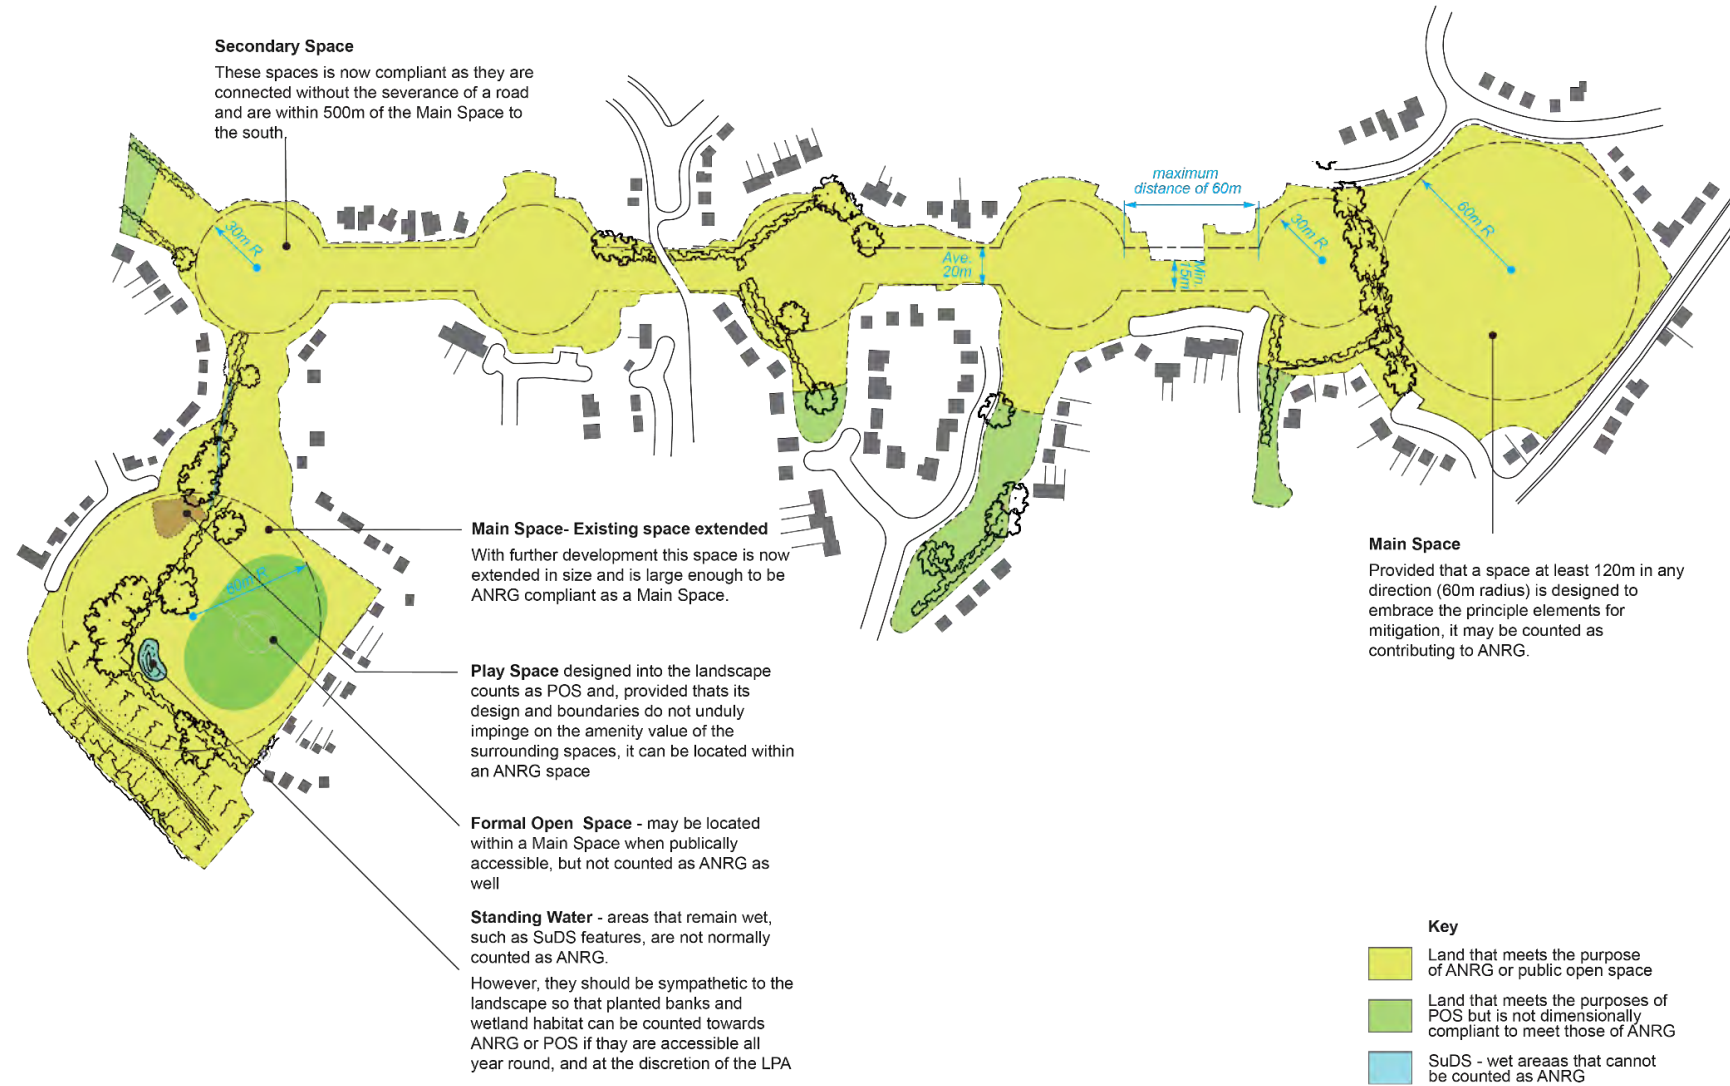 Secondary Space
These spaces is now compliant as they are
connected without the severance of a road
and are within 500m of the Main Space to
the south
30m R
Ave.
20m
maximum
distance of 60m
Min.
15m
30m R
60m R
Main Space
Provided that a space at least 120m in any
direction (60m radius) is designed to
embrace the principle elements for
mitigation, it may be counted as
contributing to ANRG.
60m R
Main Space- Existing space extended
With further development this space is now
extended in size and is large enough to be
ANRG compliant as a Main Space.
Play Space designed into the landscape
counts as POS and, provided thats its
design and boundaries do not unduly
impinge on the amenity value of the
surrounding spaces, it can be located within
an ANRG space
Formal Open Space - may be located
within a Main Space when publically
accessible, but not counted as ANRG as
well
Standing Water - areas that remain wet,
such as SuDS features, are not normally
counted as ANRG.
However, they should be sympathetic to the
landscape so that planted banks and
wetland habitat can be counted towards
ANRG or POS if thay are accessible all
year round, and at the discretion of the LPA
Key
Land that meets the purpose
of ANRG or public open space
Land that meets the purposes of
POS but is not dimensionally
compliant to meet those of ANRG
SuDS - wet areaas that cannot
be counted as ANRG